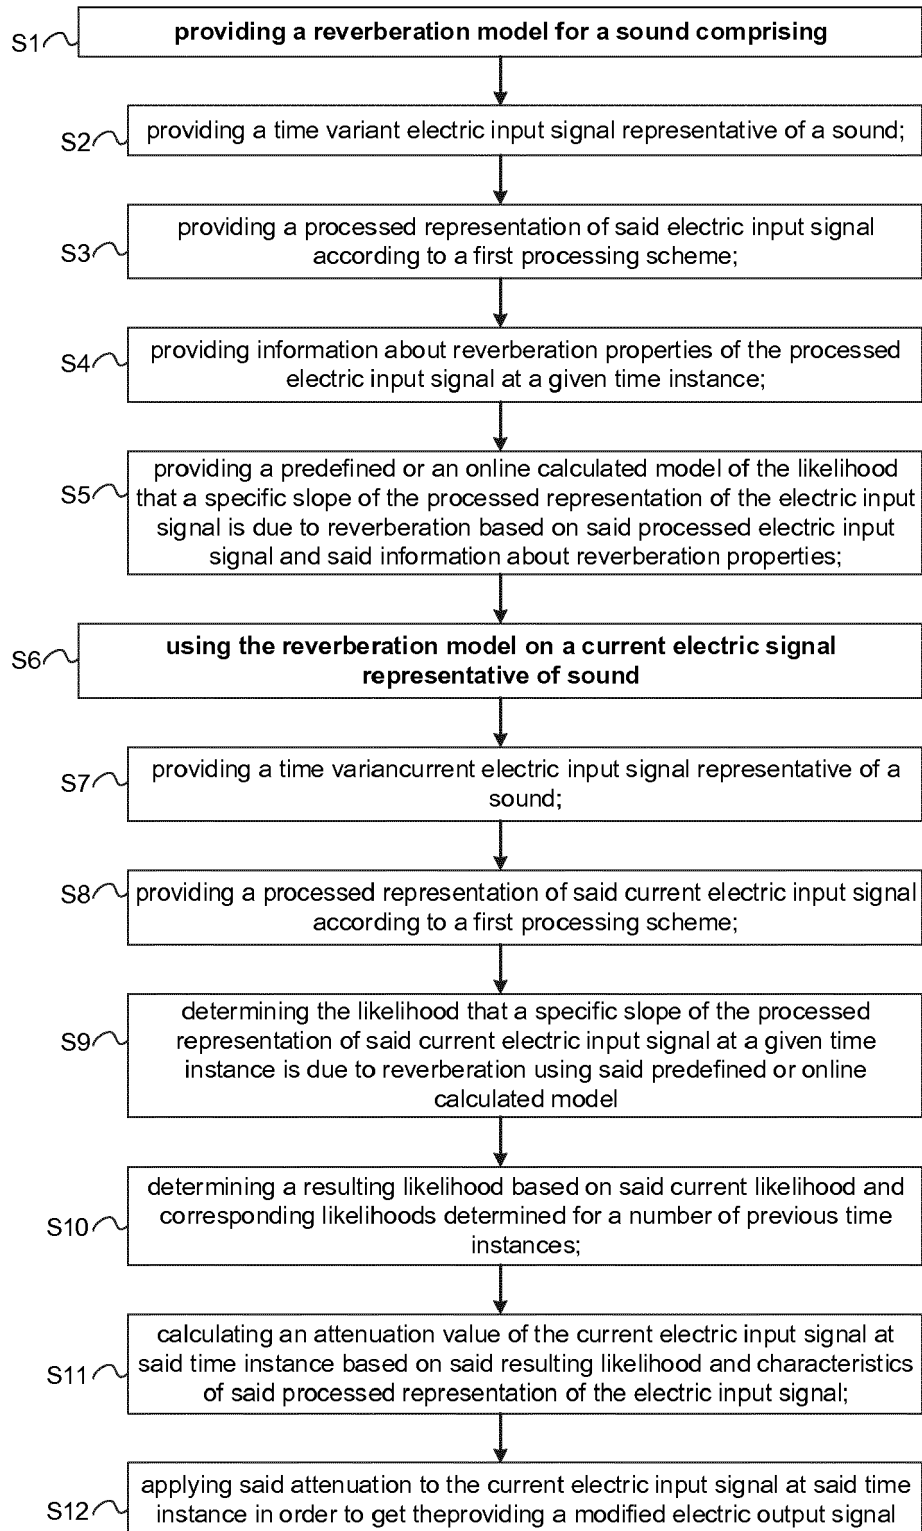 S1
providing a reverberation model for a sound comprising
S2
providing a time variant electric input signal representative of a sound;
S3
providing a processed representation of said electric input signal
according to a first processing scheme;
S4
providing information about reverberation properties of the processed
electric input signal at a given time instance;
S5
providing a predefined or an online calculated model of the likelihood
that a specific slope of the processed representation of the electric input
signal is due to reverberation based on said processed electric input
signal and said information about reverberation properties;
S6
using the reverberation model on a current electric signal
representative of sound
S7
providing a time variancurrent electric input signal representative of a
sound;
S8
providing a processed representation of said current electric input signal
according to a first processing scheme;
S9
determining the likelihood that a specific slope of the processed
representation of said current electric input signal at a given time
instance is due to reverberation using said predefined or online
calculated model
S10
determining a resulting likelihood based on said current likelihood and
corresponding likelihoods determined for a number of previous time
instances;
S11
calculating an attenuation value of the current electric input signal at
said time instance based on said resulting likelihood and characteristics
of said processed representation of the electric input signal;
S12
applying said attenuation to the current electric input signal at said time
instance in order to get theproviding a modified electric output signal